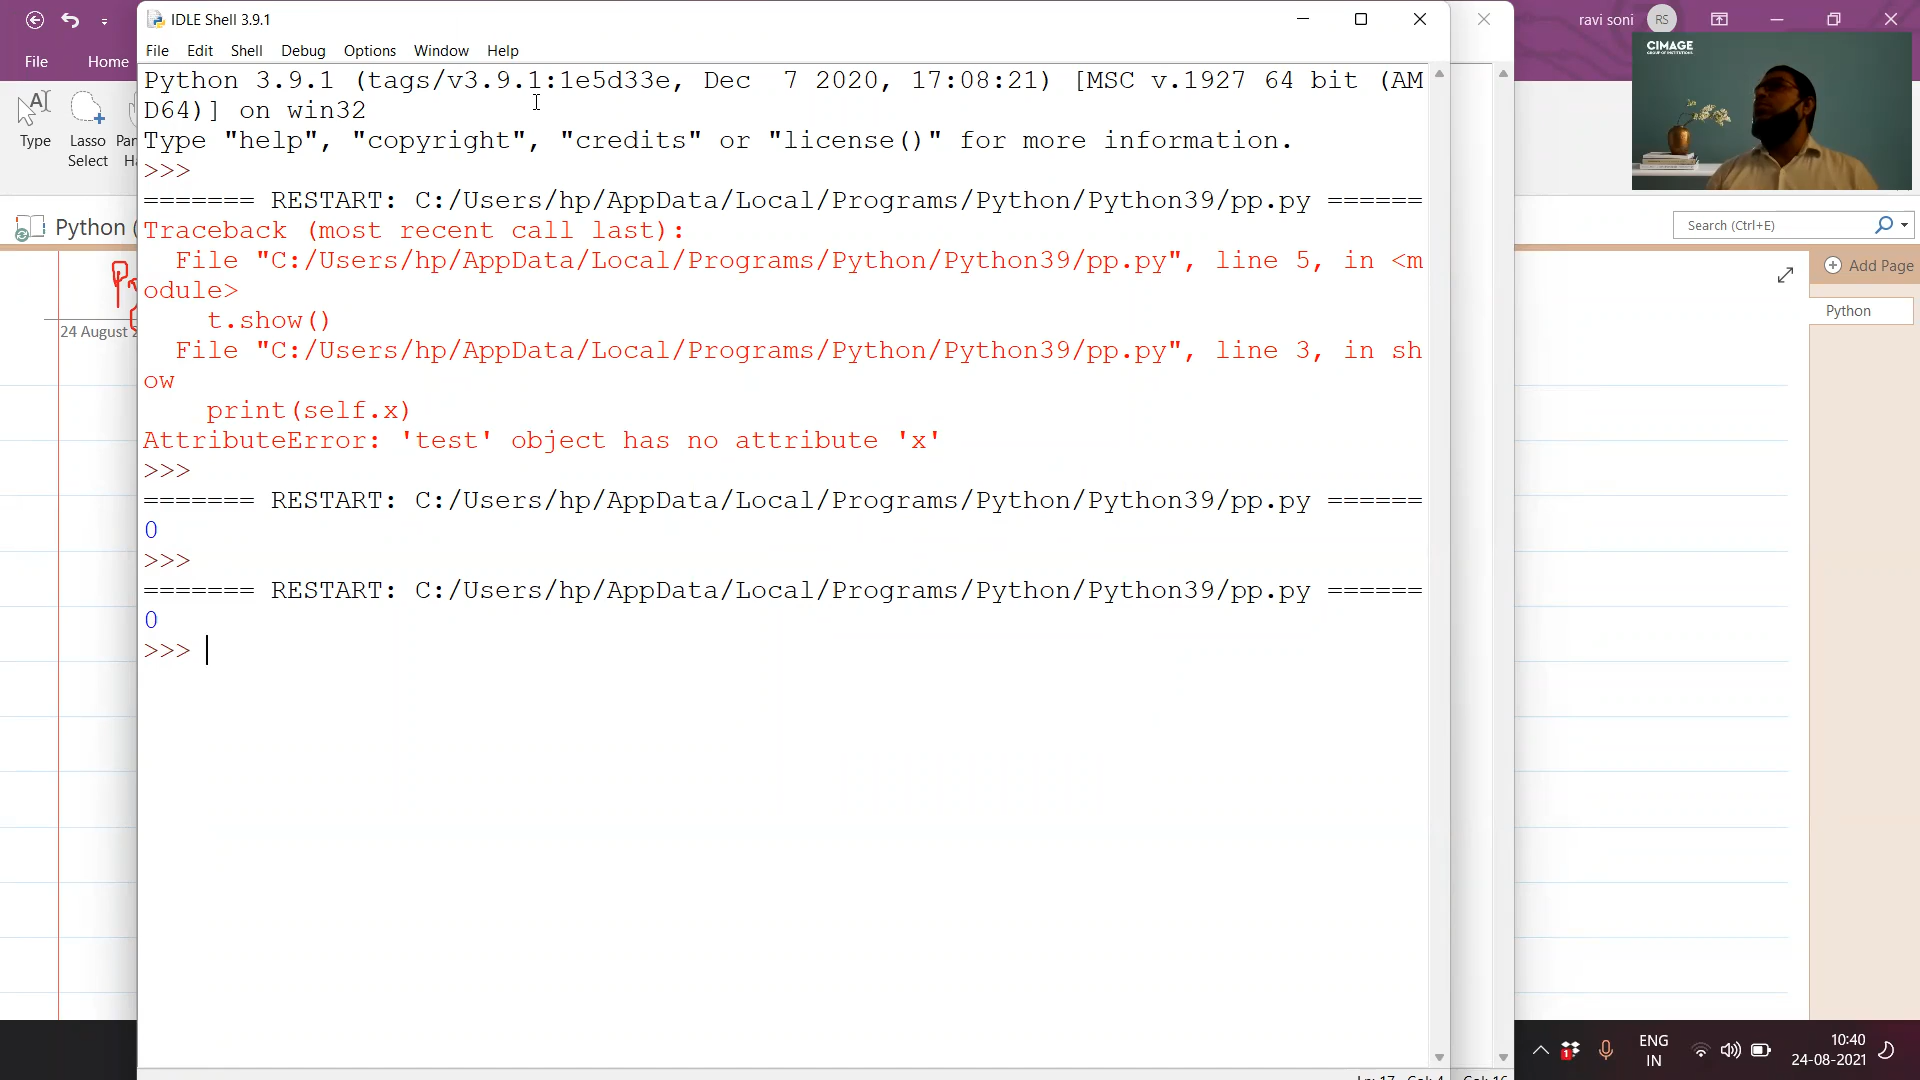 IDLE Shell 3.9.1
ravi soni RS
File Edit Shell Debug Options Window Help
File Home
CIMAGE
GROUP OF INSTITUTIONS
Python 3.9.1 (tags/v3.9.1:1e5d33e, Dec  7 2020, 17:08:21) [MSC v.1927 64 bit (AM
D64)] on win32
Type "help", "copyright", "credits" or "license()" for more information.
>>>
======= RESTART: C:/Users/hp/AppData/Local/Programs/Python/Python39/pp.py ======
Traceback (most recent call last):
  File "C:/Users/hp/AppData/Local/Programs/Python/Python39/pp.py", line 5, in <m
odule>
    t.show()
  File "C:/Users/hp/AppData/Local/Programs/Python/Python39/pp.py", line 3, in sh
ow
    print(self.x)
AttributeError: 'test' object has no attribute 'x'
>>>
======= RESTART: C:/Users/hp/AppData/Local/Programs/Python/Python39/pp.py ======
0
>>>
======= RESTART: C:/Users/hp/AppData/Local/Programs/Python/Python39/pp.py ======
0
>>>
Type
Lasso
Select
Python (
24 August
Search (Ctrl+E)
Add Page
Python
1
ENG
IN
10:40
24-08-2021